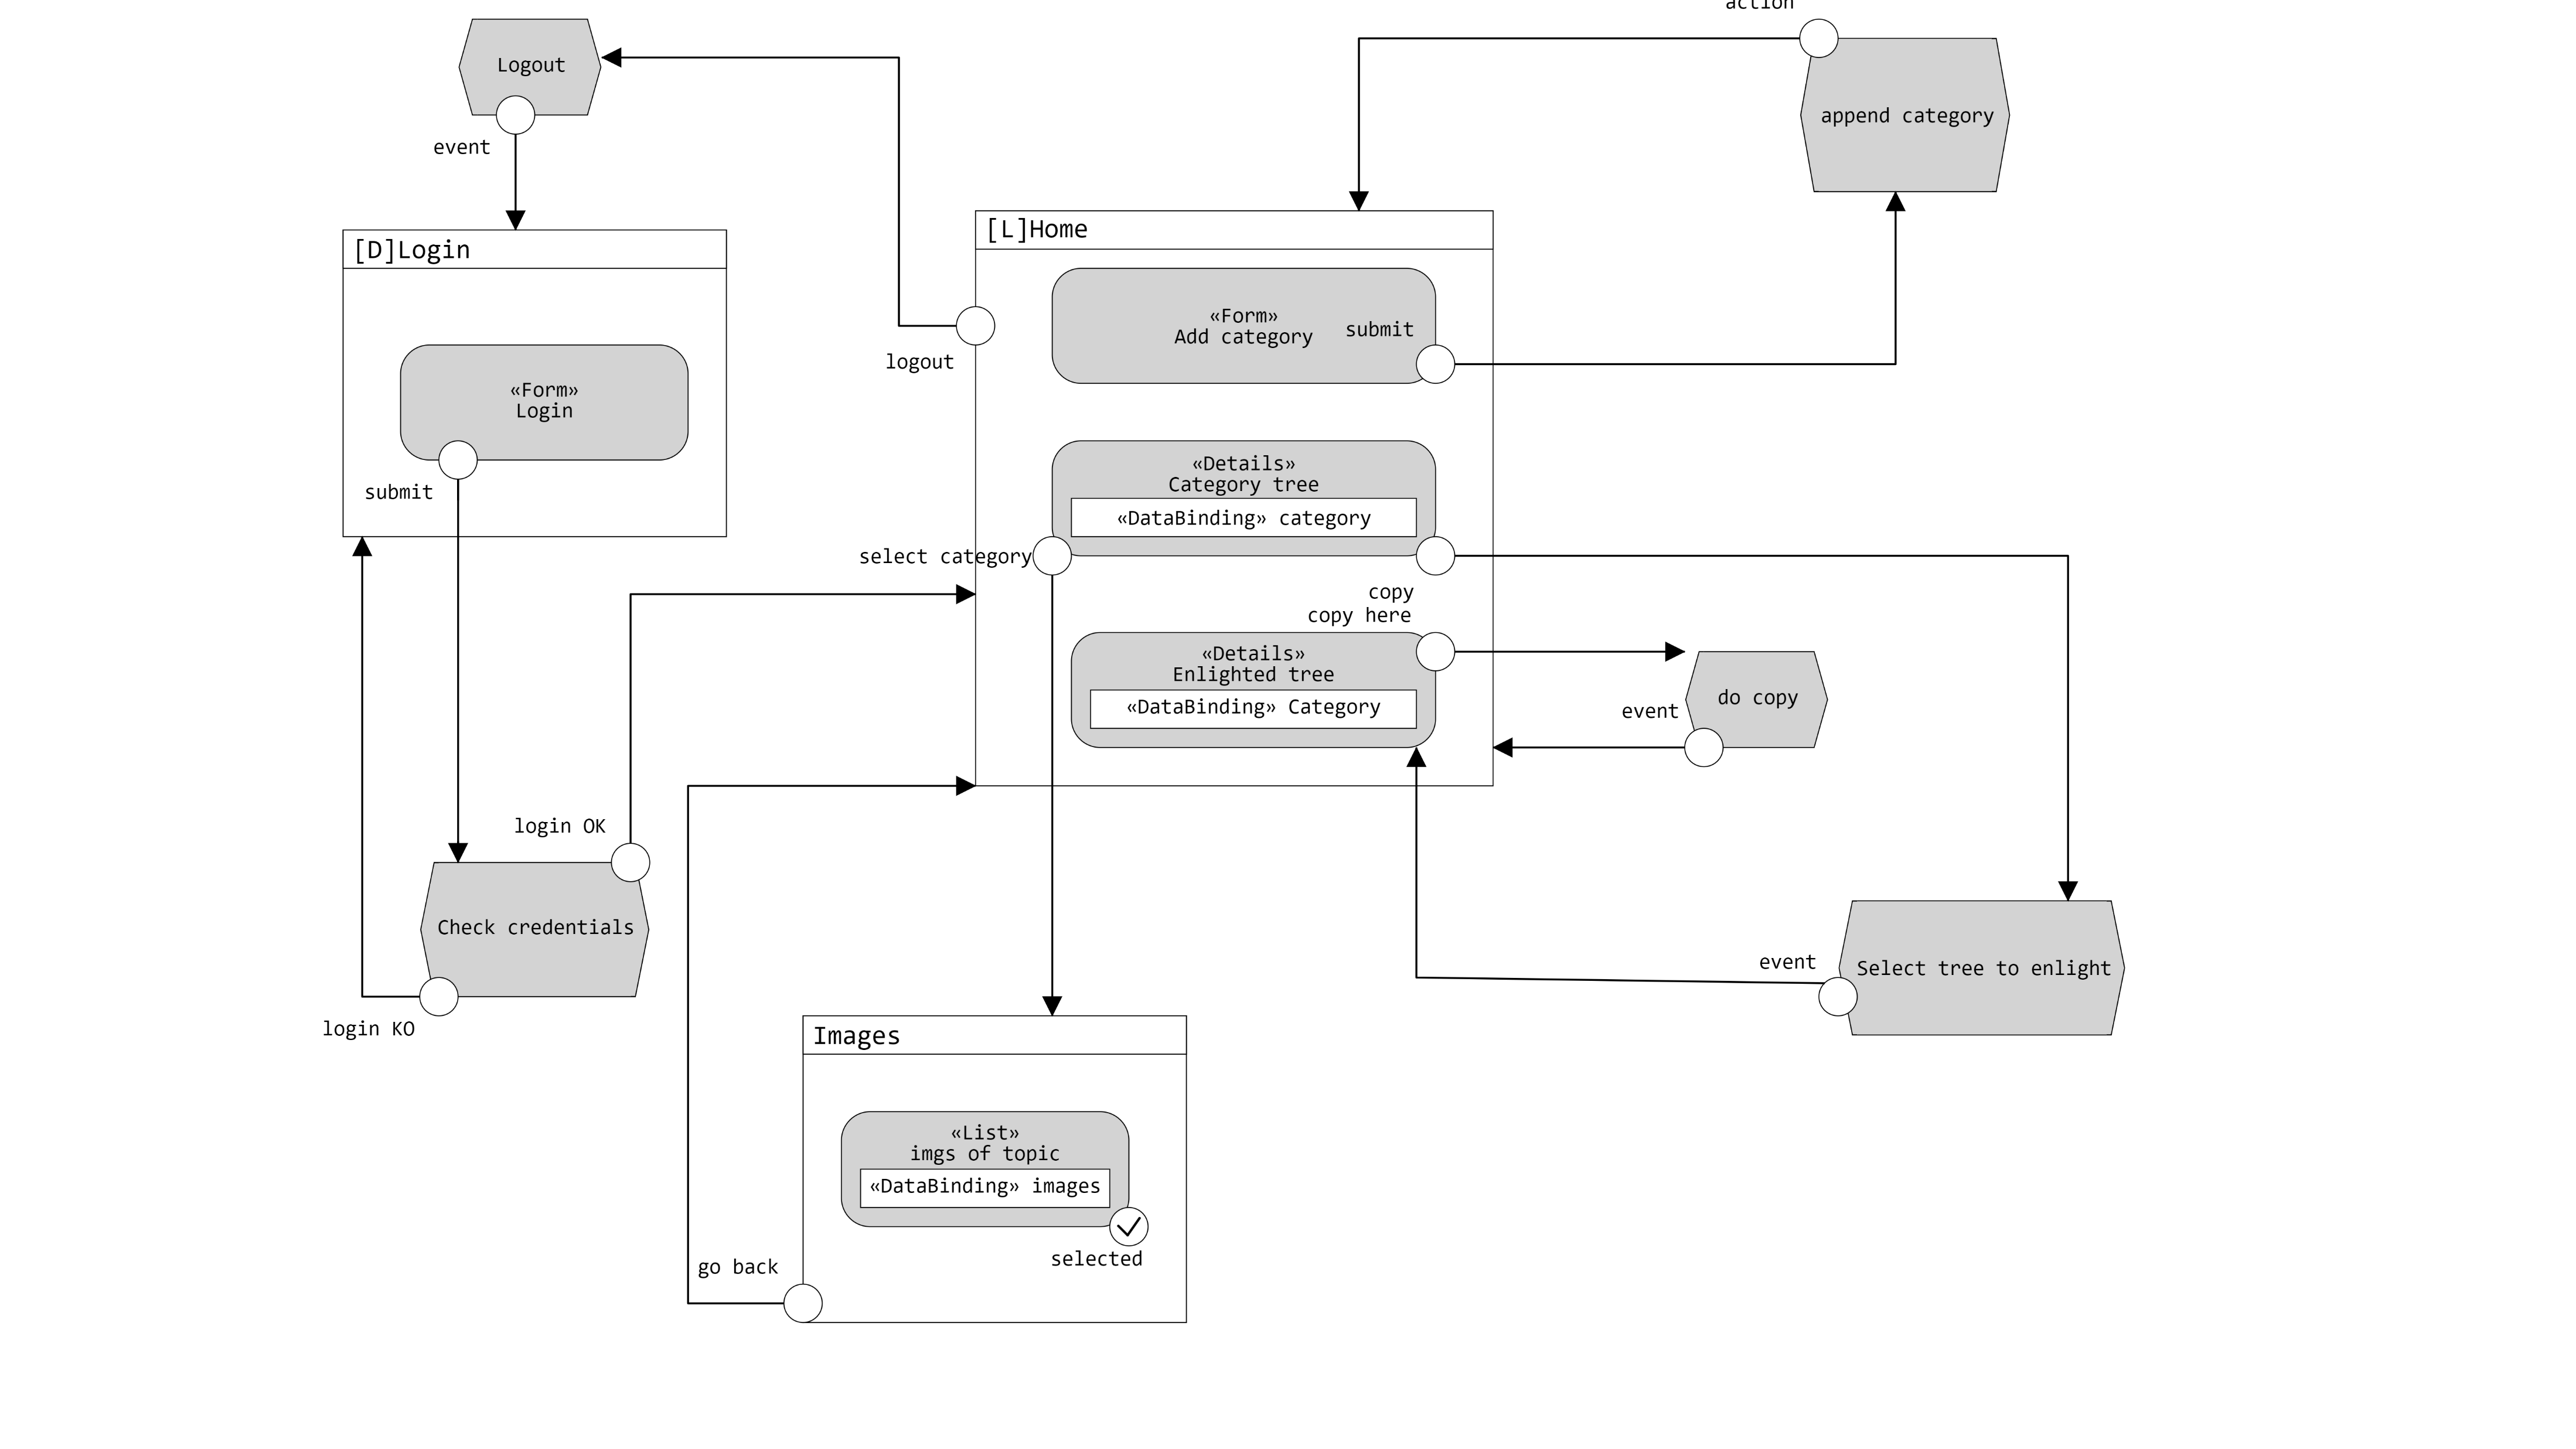 action
Logout
append category
event
[L]Home
[D]Login
«Form»
Add category
submit
logout
«Form»
Login
«Details»
Category tree
submit
«DataBinding» category
select category
copy
copy here
«Details»
Enlighted tree
do copy
«DataBinding» Category
event
login OK
Check credentials
event
Select tree to enlight
login KO
Images
«List»
imgs of topic
«DataBinding» images
selected
go back